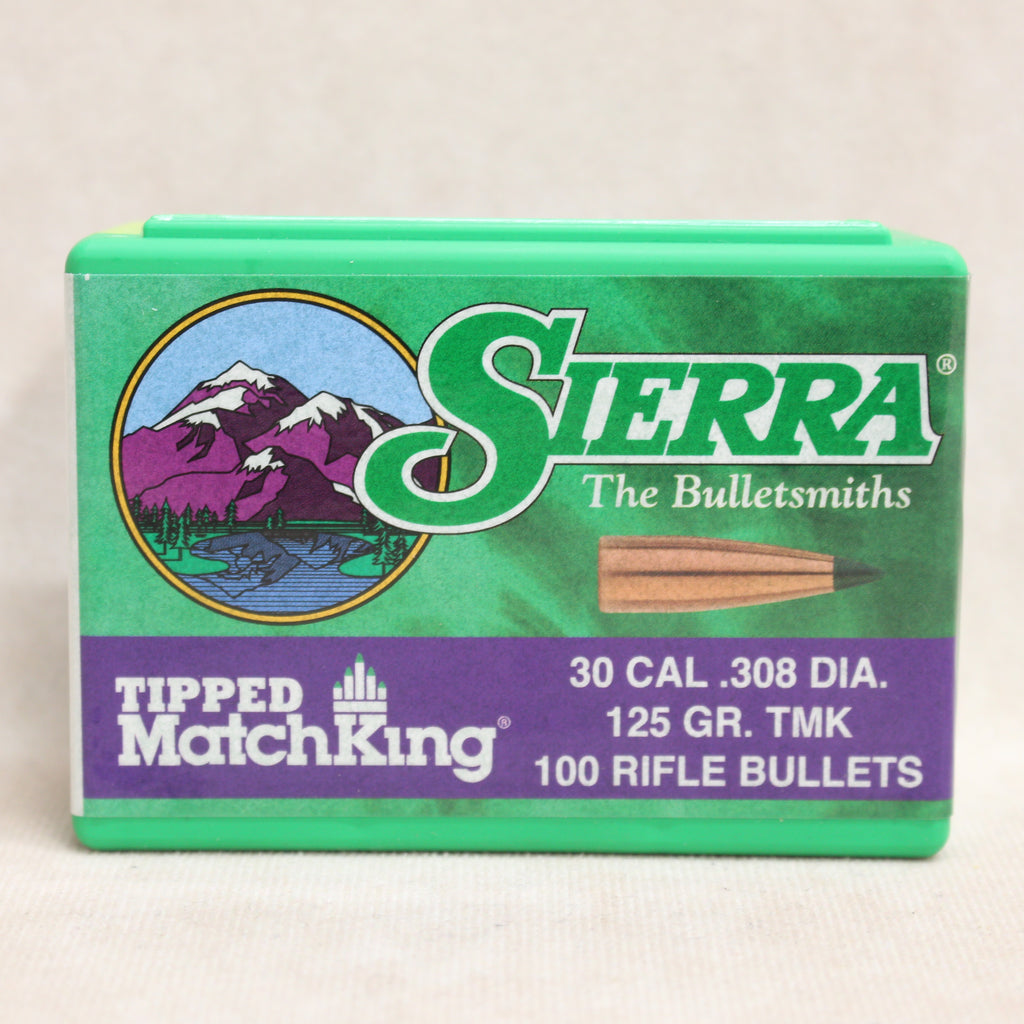 SIERRA®
The Bulletsmiths
TIPPED
MatchKing®
30 CAL .308 DIA.
125 GR. TMK
100 RIFLE BULLETS